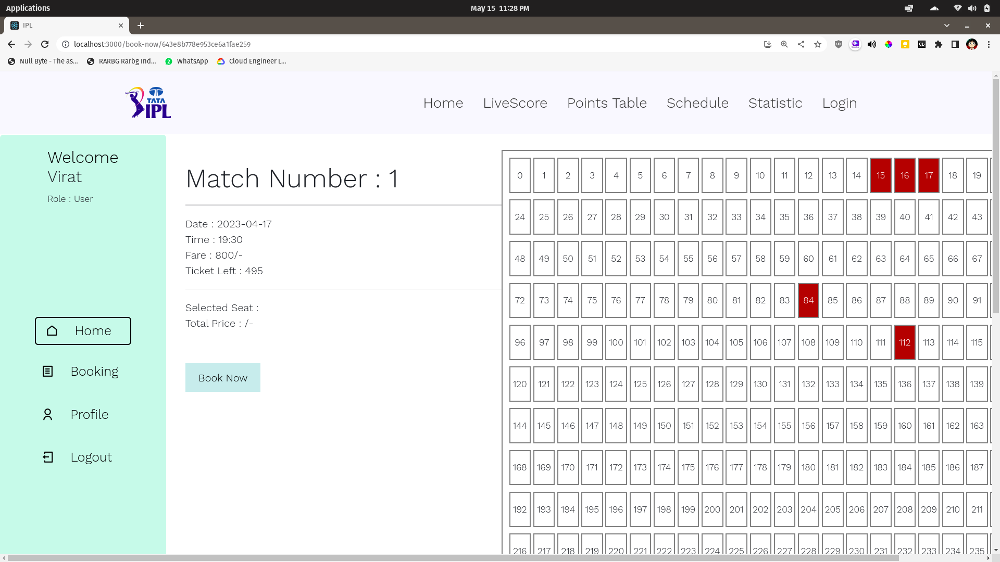 Applications
May 15 11:28 PM
IPL
localhost:3000/book-now/643e8b778e953ce6a1fae259
Null Byte - The as...
RARBG Rarbg Ind...
2 WhatsApp
Cloud Engineer L...
TATA
IPL
Home LiveScore Points Table Schedule Statistic Login
Welcome
Virat
Role : User
Home
Booking
Profile
Logout
Match Number : 1
Date : 2023-04-17
Time : 19:30
Fare : 800/-
Ticket Left : 495
Selected Seat :
Total Price : /-
Book Now
0 1 2 3 4 5 6 7 8 9 10 11 12 13 14 15 16 17 18 19
24 25 26 27 28 29 30 31 32 33 34 35 36 37 38 39 40 41 42 43
48 49 50 51 52 53 54 55 56 57 58 59 60 61 62 63 64 65 66 67
72 73 74 75 76 77 78 79 80 81 82 83 84 85 86 87 88 89 90 91
96 97 98 99 100 101 102 103 104 105 106 107 108 109 110 111 112 113 114 115
120 121 122 123 124 125 126 127 128 129 130 131 132 133 134 135 136 137 138 139
144 145 146 147 148 149 150 151 152 153 154 155 156 157 158 159 160 161 162 163
168 169 170 171 172 173 174 175 176 177 178 179 180 181 182 183 184 185 186 187
192 193 194 195 196 197 198 199 200 201 202 203 204 205 206 207 208 209 210 211
216 217 218 219 220 221 222 223 224 225 226 227 228 229 230 231 232 233 234 235